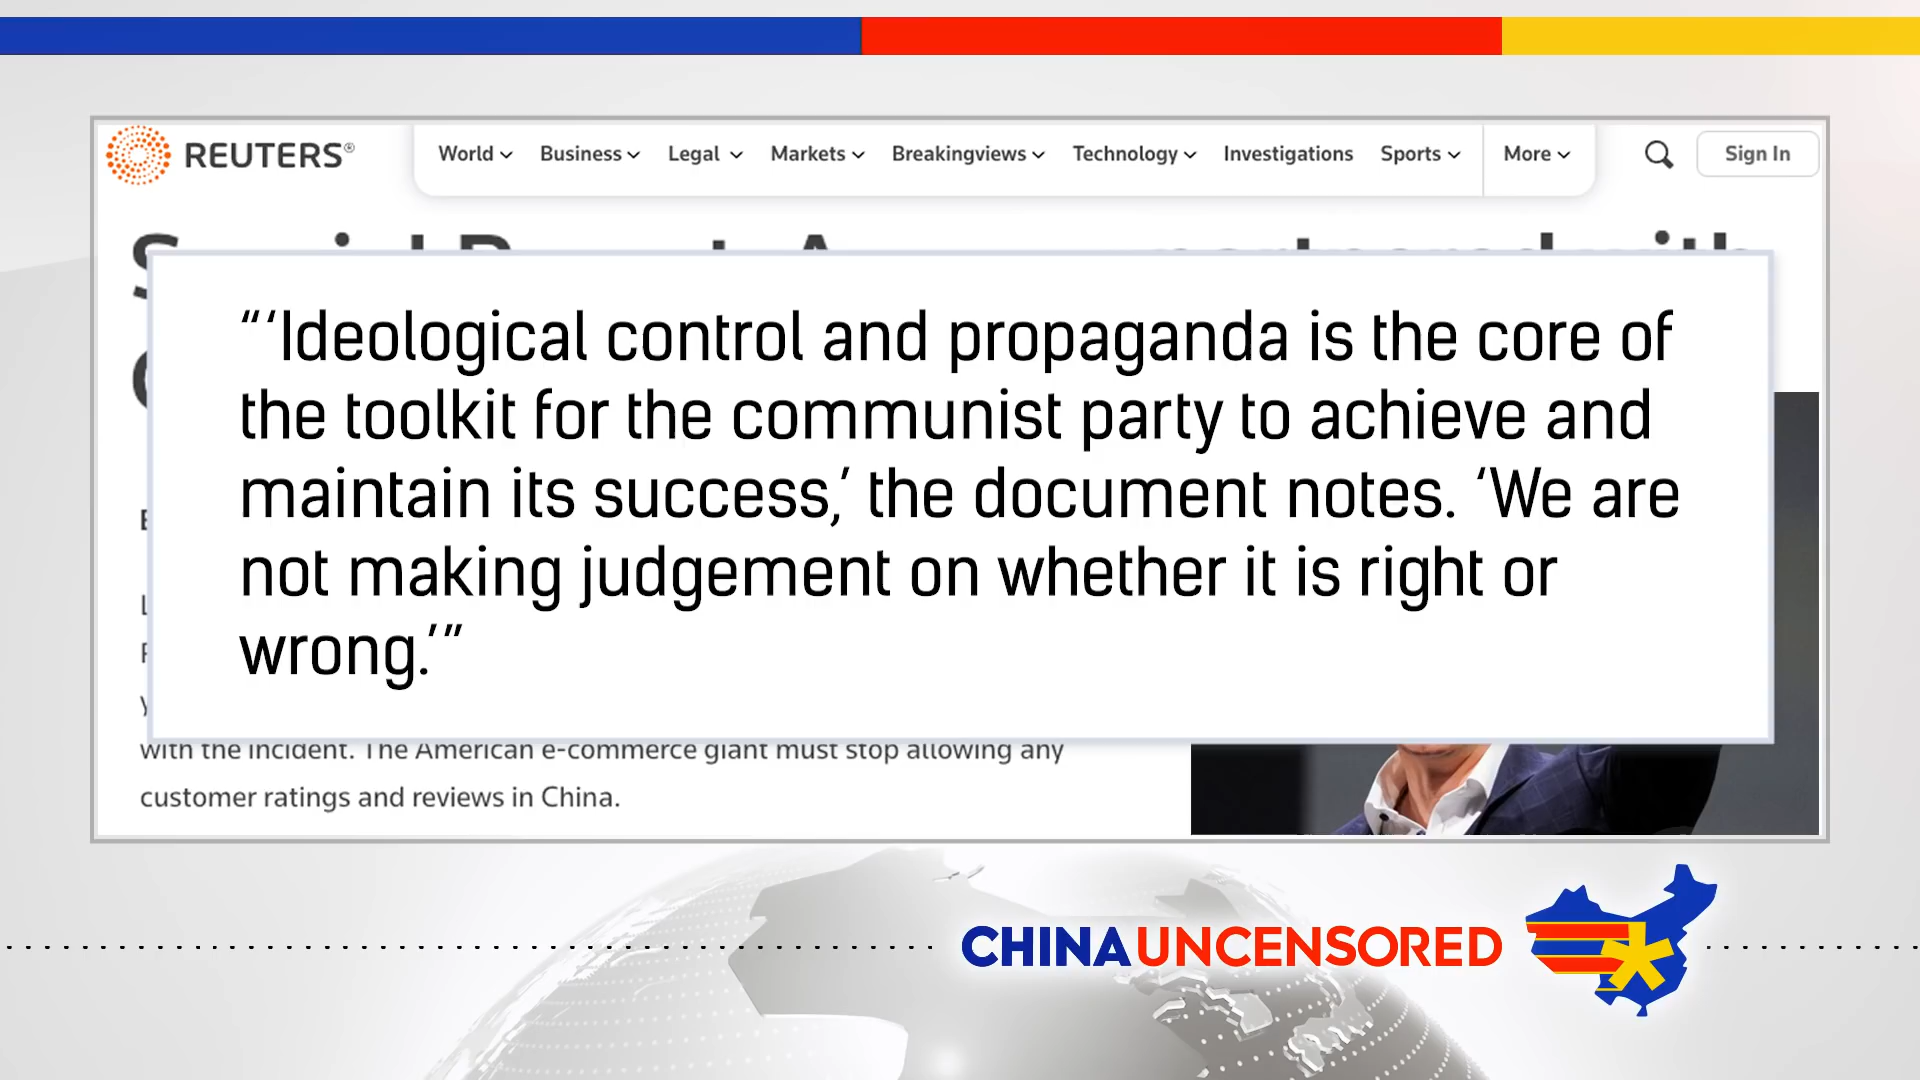 REUTERS®
World Business Legal Markets Breakingviews Technology Investigations Sports More Sign In
“‘Ideological control and propaganda is the core of
the toolkit for the communist party to achieve and
maintain its success,’ the document notes. ‘We are
not making judgement on whether it is right or
wrong.’”
with the incident. The American e-commerce giant must stop allowing any
customer ratings and reviews in China.
CHINAUNCENSORED